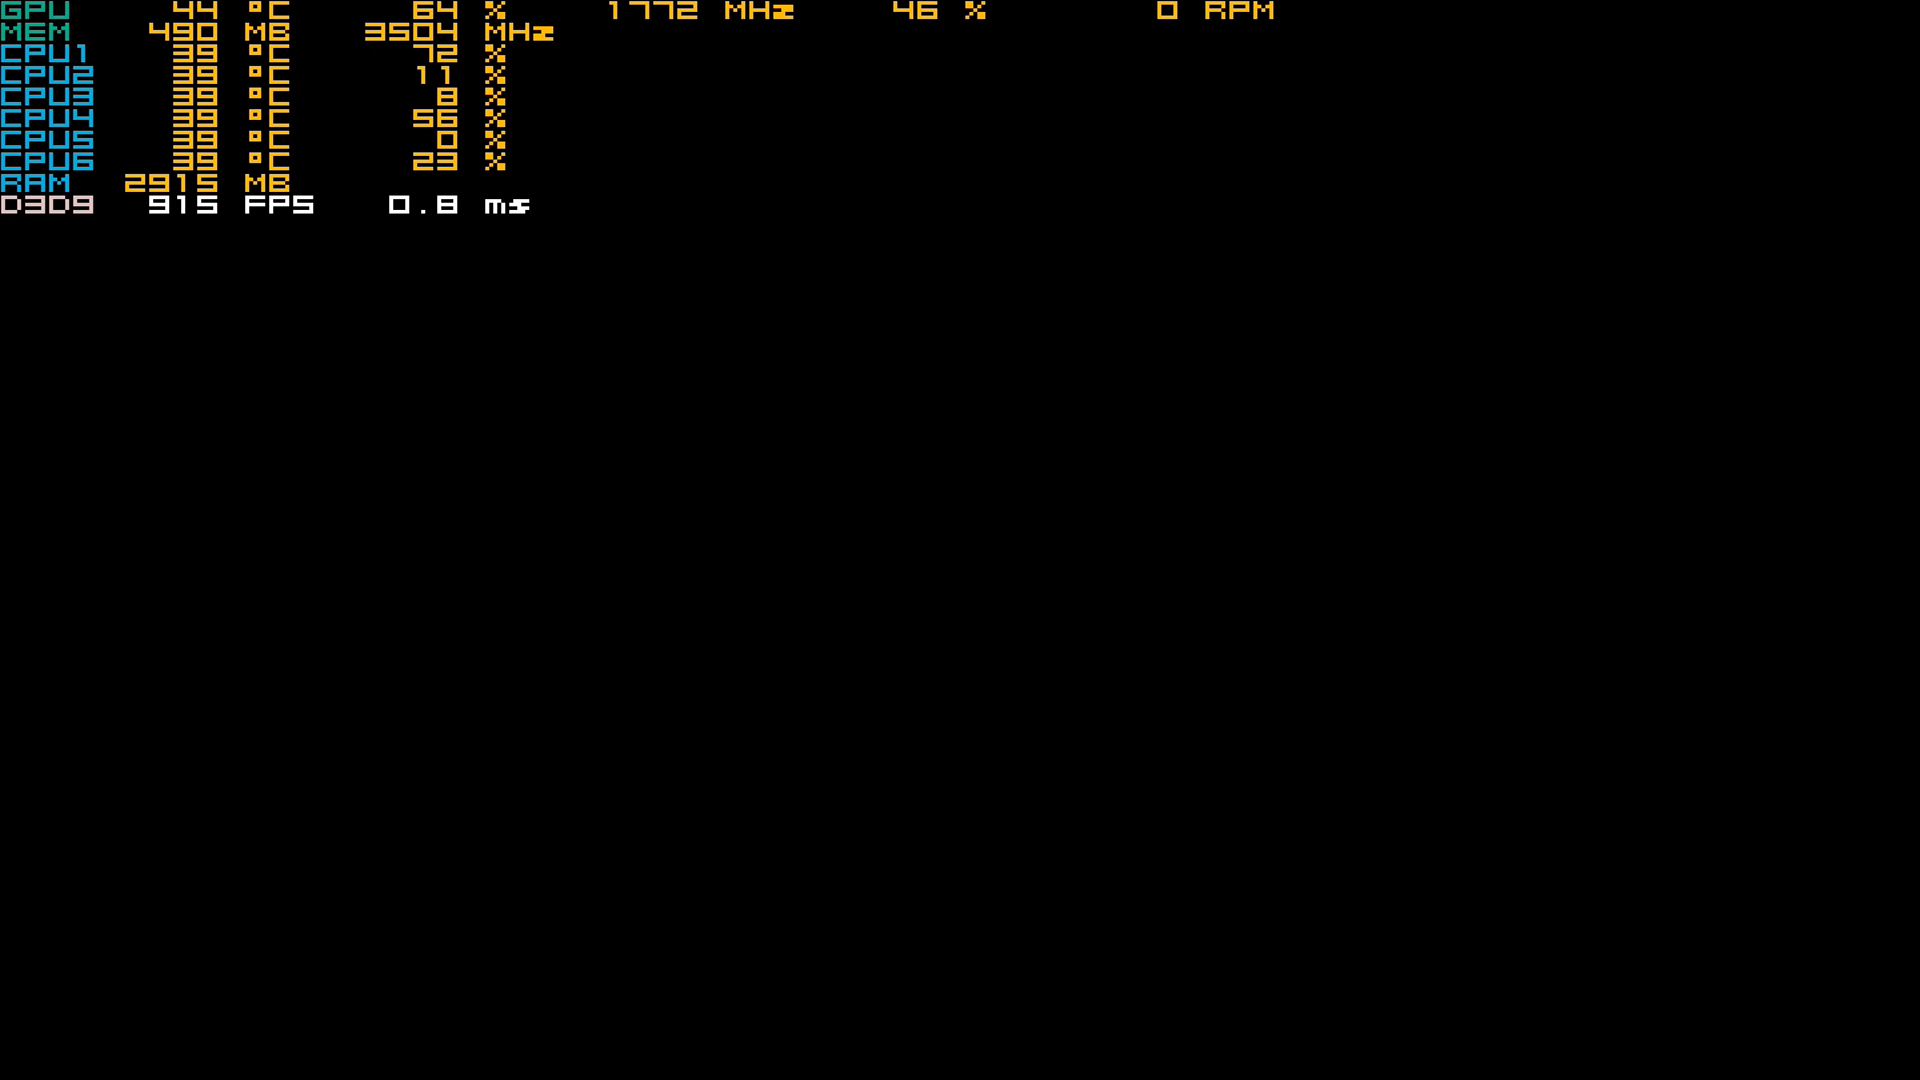 GPU 44 °C 64 % 1772 MHz 46 % 0 RPM
MEM 490 MB 3504 MHz
CPU1 39 °C 72 %
CPU2 39 °C 11 %
CPU3 39 °C 8 %
CPU4 39 °C 56 %
CPU5 39 °C 0 %
CPU6 39 °C 23 %
RAM 2915 MB
D3D9 915 FPS 0.8 ms